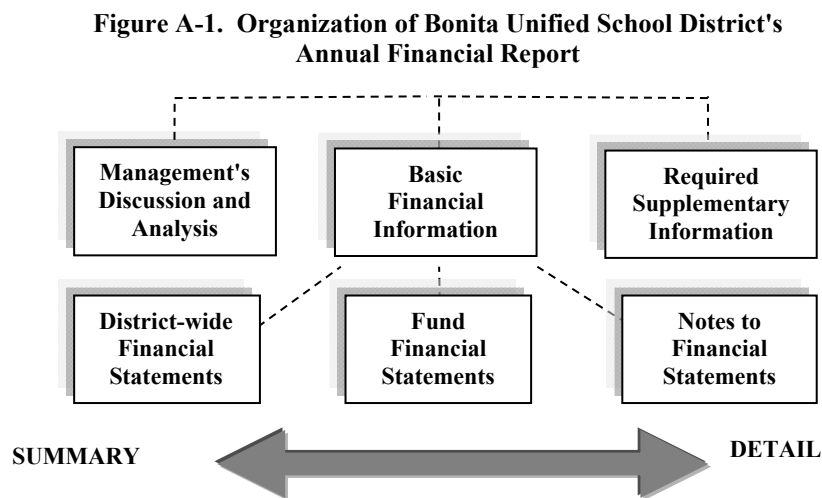 Figure A-1. Organization of Bonita Unified School District's
Annual Financial Report
Management's
Discussion and
Analysis
Basic
Financial
Information
Required
Supplementary
Information
District-wide
Financial
Statements
Fund
Financial
Statements
Notes to
Financial
Statements
SUMMARY
DETAIL